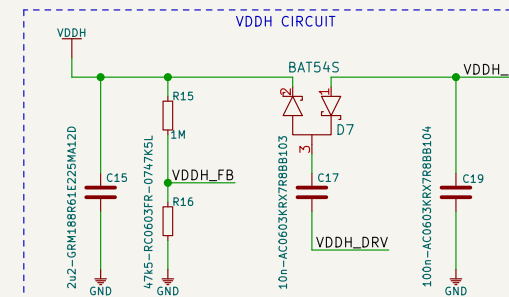 VDDH CIRCUIT
VDDH
BAT54S
VDDH_
2
1
R15
1M
D7
3
2u2-GRM188R61E225MA12D
C15
47k5-RC0603FR-0747K5L
VDDH_FB
R16
10n-AC0603KRX7R8BB103
C17
100n-AC0603KRX7R8BB104
C19
VDDH_DRV
GND
GND
GND